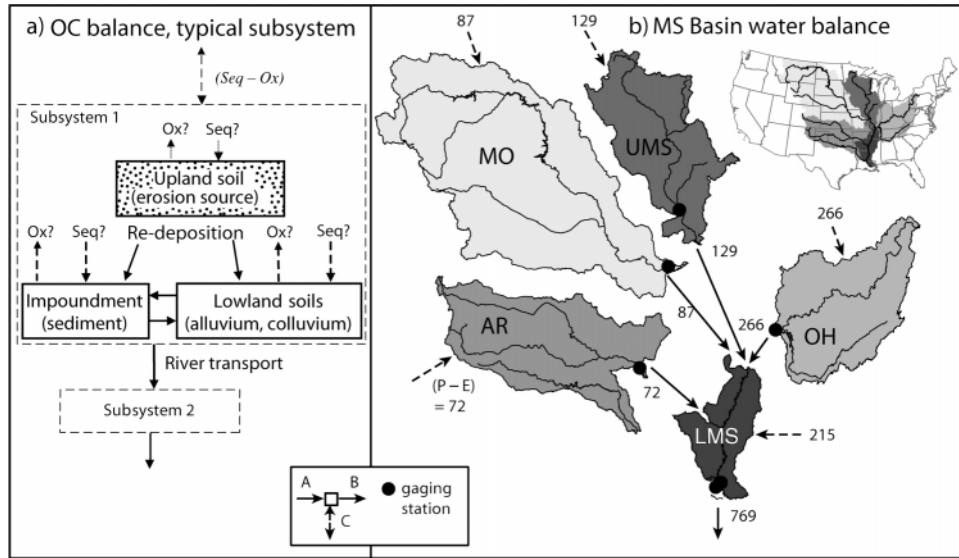 a) OC balance, typical subsystem
(Seq – Ox)
Subsystem 1
Ox? Seq?
Upland soil
(erosion source)
Ox? Seq? Re-deposition Ox? Seq?
Impoundment
(sediment)
Lowland soils
(alluvium, colluvium)
River transport
Subsystem 2
A B
C
gaging
station
b) MS Basin water balance
87
129
MO
UMS
266
129
87
266
OH
AR
(P – E)
= 72
72
LMS
215
769